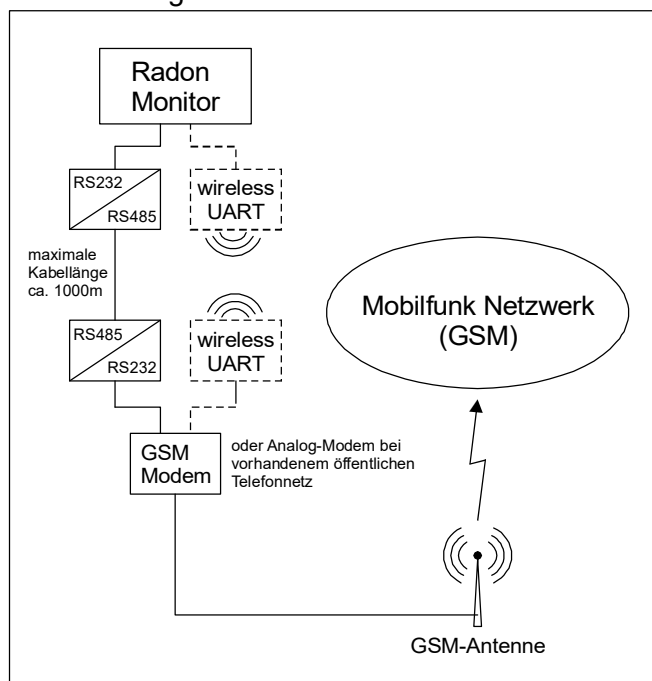 Radon
Monitor
RS232
RS485
wireless
UART
maximale
Kabellänge
ca. 1000m
RS485
RS232
wireless
UART
Mobilfunk Netzwerk
(GSM)
GSM
Modem
oder Analog-Modem bei
vorhandenem öffentlichen
Telefonnetz
GSM-Antenne